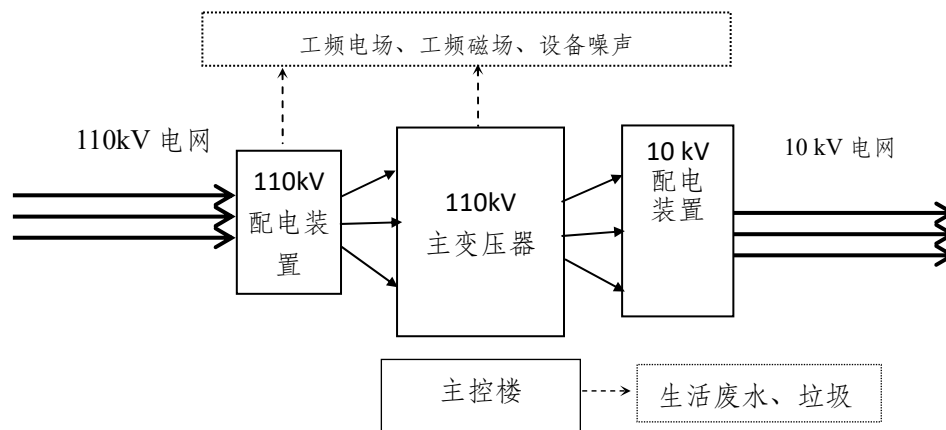 工频电场、工频磁场、设备噪声
110kV 电网
110kV
配电装
置
110kV
主变压器
10 kV
配电
装置
10 kV 电网
主控楼
生活废水、垃圾